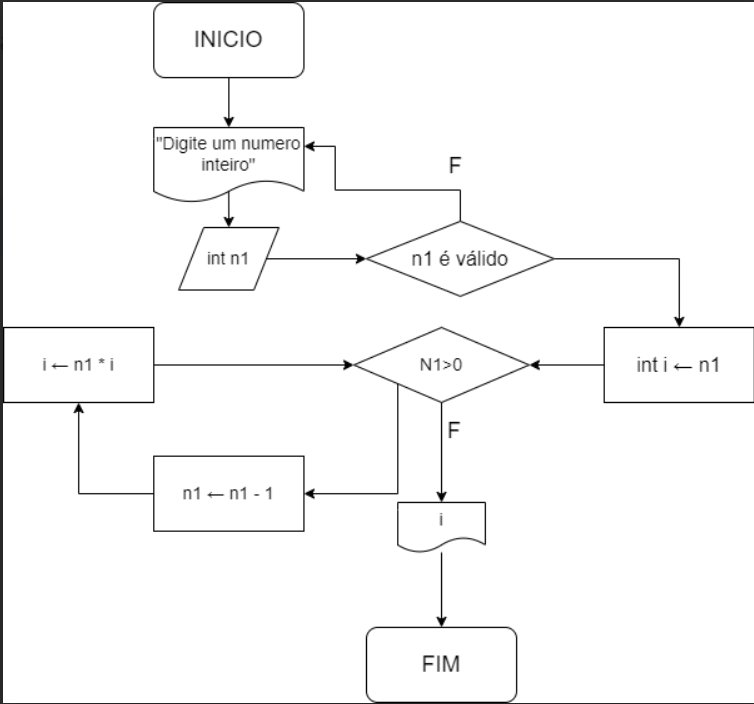 INICIO
"Digite um numero
inteiro"
F
int n1
n1 é válido
i ← n1 * i
N1>0
int i ← n1
F
n1 ← n1 - 1
i
FIM